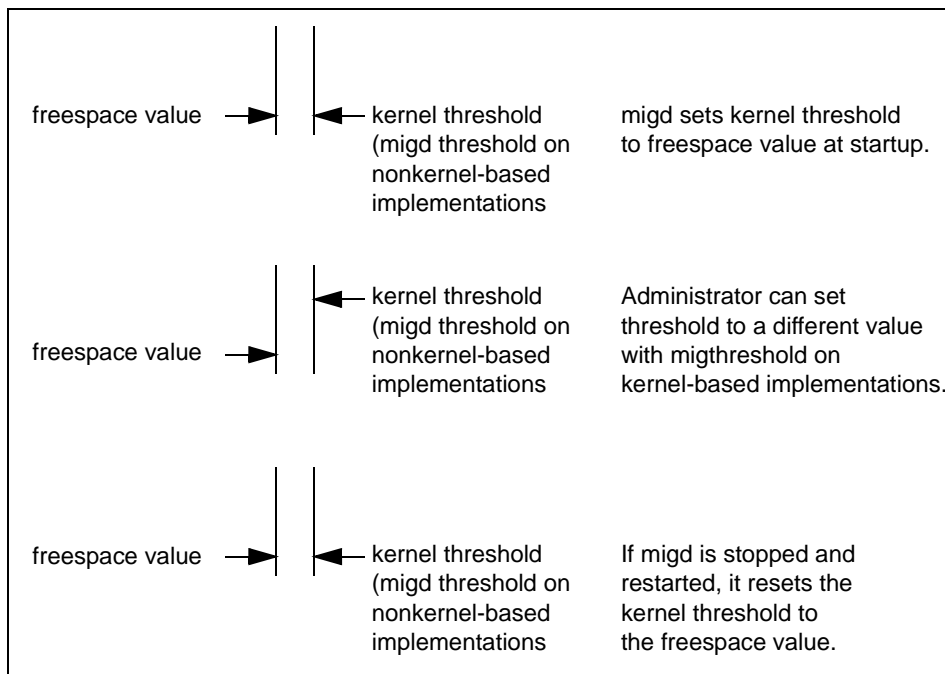 freespace value
kernel threshold
(migd threshold on
nonkernel-based
implementations
migd sets kernel threshold
to freespace value at startup.
kernel threshold
(migd threshold on
nonkernel-based
implementations
freespace value
Administrator can set
threshold to a different value
with migthreshold on
kernel-based implementations.
freespace value
kernel threshold
(migd threshold on
nonkernel-based
implementations
If migd is stopped and
restarted, it resets the
kernel threshold to
the freespace value.